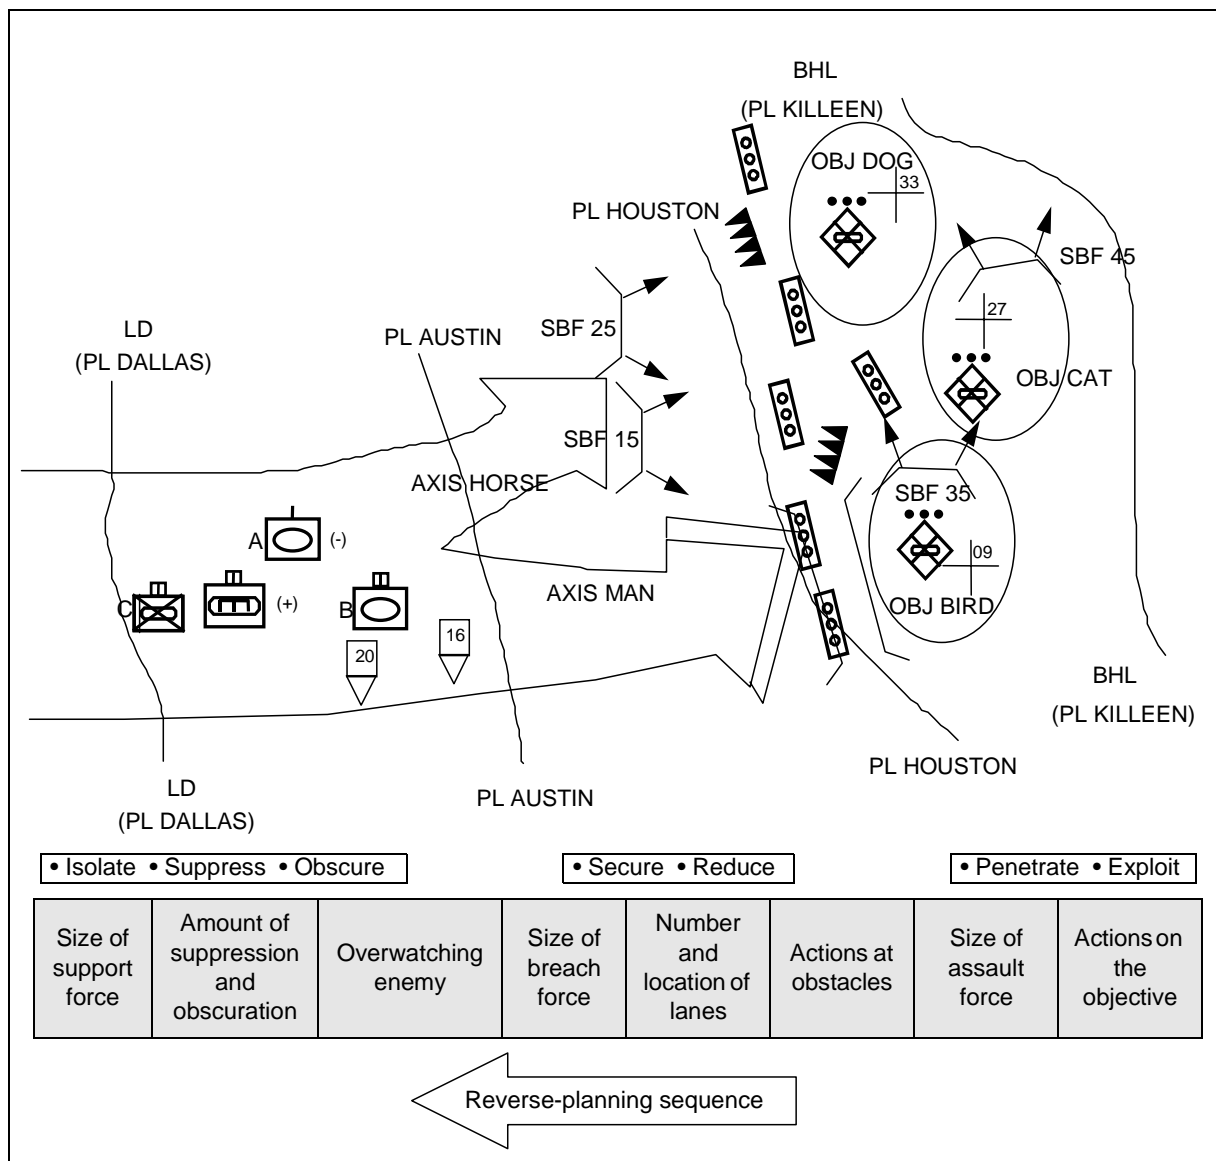 BHL
(PL KILLEEN)
OBJ DOG
33
PL HOUSTON
SBF 45
SBF 25
27
LD
(PL DALLAS)
PL AUSTIN
OBJ CAT
SBF 15
AXIS HORSE
SBF 35
A
(-)
09
AXIS MAN
OBJ BIRD
C
(+)
B
16
20
BHL
(PL KILLEEN)
PL HOUSTON
LD
(PL DALLAS)
PL AUSTIN
• Isolate • Suppress • Obscure
• Secure • Reduce
• Penetrate • Exploit
Size of
support
force
Amount of
suppression
and
obscuration
Overwatching
enemy
Size of
breach
force
Number
and
location of
lanes
Actions at
obstacles
Size of
assault
force
Actions on
the
objective
Reverse-planning sequence